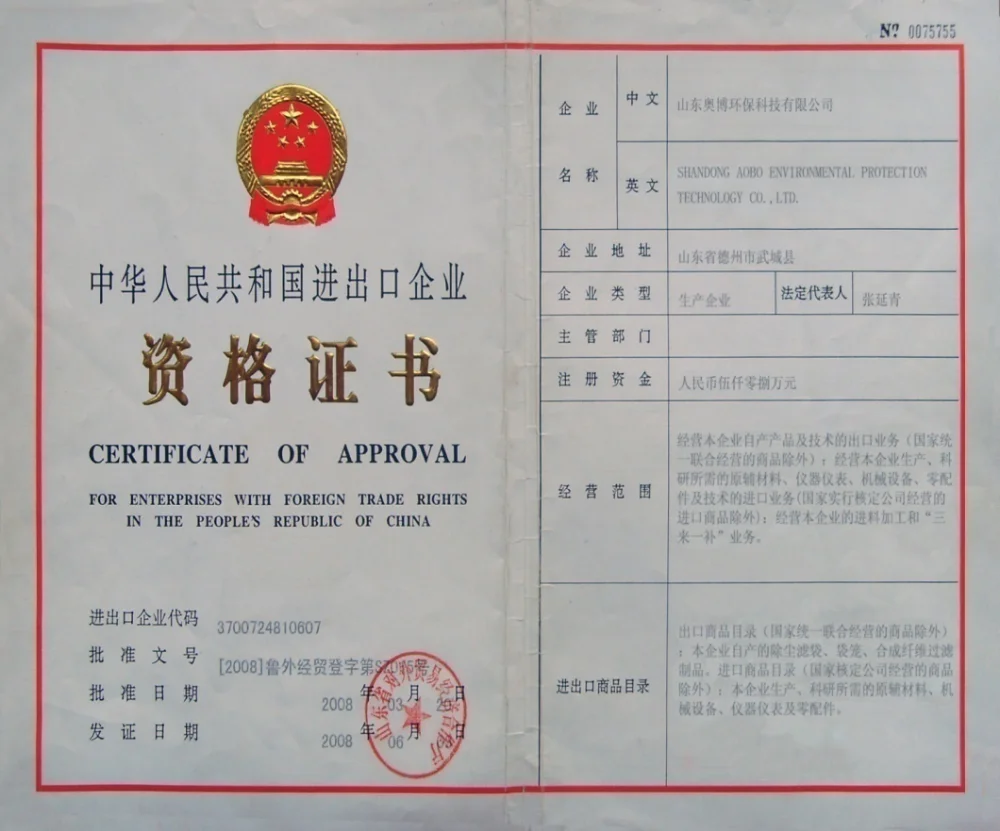 № 0075755
中华人民共和国进出口企业
资格证书
CERTIFICATE OF APPROVAL
FOR ENTERPRISES WITH FOREIGN TRADE RIGHTS
IN THE PEOPLE'S REPUBLIC OF CHINA
进出口企业代码 3700724810607
批准文号 [2008]鲁外经贸登字第 号
批准日期 2008 年 03 月 日
发证日期 2008 年 06 月 日
山东省对外贸易经济合作厅
企业名称
中文 山东奥博环保科技有限公司
英文 SHANDONG AOBO ENVIRONMENTAL PROTECTION
TECHNOLOGY CO.,LTD.
企业地址 山东省德州市武城县
企业类型 生产企业 法定代表人 张延青
主管部门
注册资金 人民币伍仟零捌万元
经营范围
经营本企业自产产品及技术的出口业务（国家统
一联合经营的商品除外）；经营本企业生产、科
研所需的原辅材料、仪器仪表、机械设备、零配
件及技术的进口业务(国家实行核定公司经营的
进口商品除外)；经营本企业的进料加工和“三
来一补”业务。
进出口商品目录
出口商品目录（国家统一联合经营的商品除外）
：本企业自产的除尘滤袋、袋笼、合成纤维过滤
制品。进口商品目录（国家核定公司经营的商品
除外）：本企业生产、科研所需的原辅材料、机
械设备、仪器仪表及零配件。